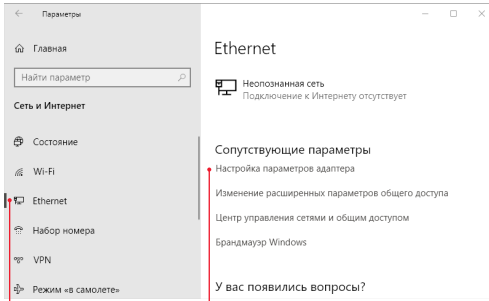 Параметры
Главная
Найти параметр
Сеть и Интернет
Состояние
Wi-Fi
Ethernet
Набор номера
VPN
Режим «в самолете»
Ethernet
Неопознанная сеть
Подключение к Интернету отсутствует
Сопутствующие параметры
Настройка параметров адаптера
Изменение расширенных параметров общего доступа
Центр управления сетями и общим доступом
Брандмауэр Windows
У вас появились вопросы?